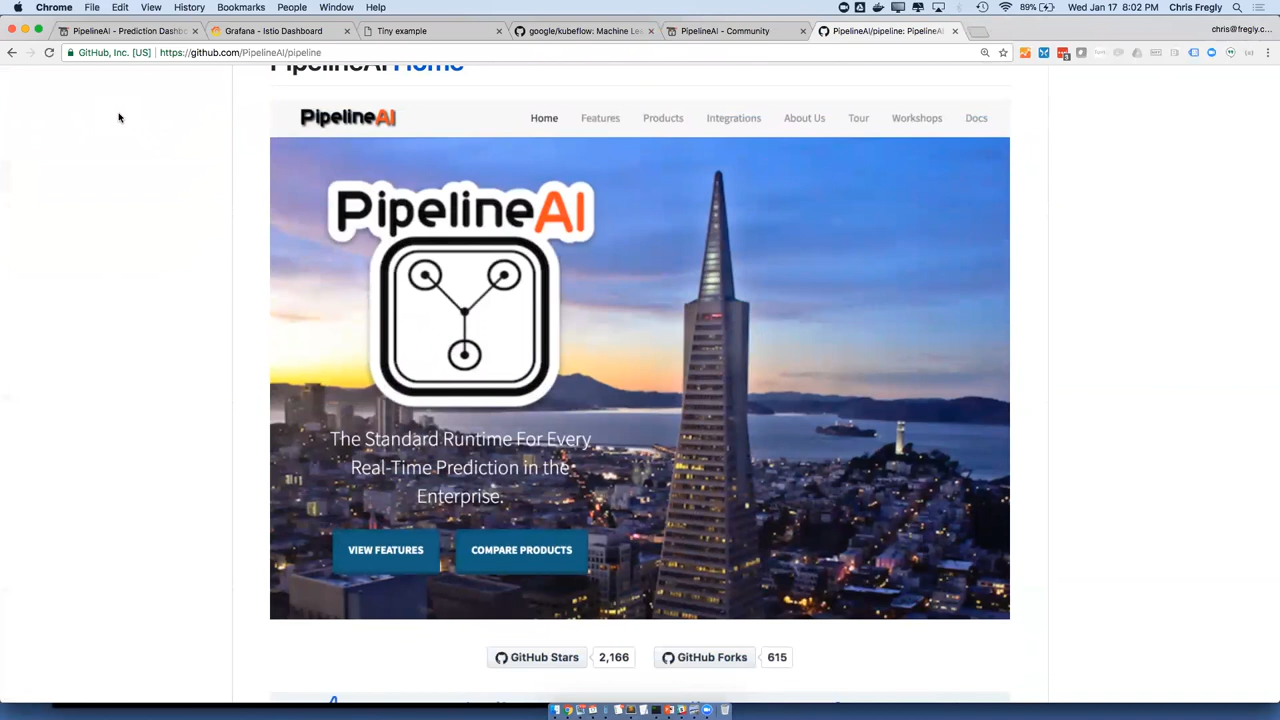 Chrome File Edit View History Bookmarks People Window Help
89% Wed Jan 17 8:02 PM Chris Fregly
PipelineAI - Prediction Dashb
Grafana - Istio Dashboard
Tiny example
google/kubeflow: Machine Le
PipelineAI - Community
PipelineAI/pipeline: PipelineAI
chris@fregly.c...
GitHub, Inc. [US] https://github.com/PipelineAI/pipeline
PipelineAI Home
PipelineAI
Home Features Products Integrations About Us Tour Workshops Docs
PipelineAI
The Standard Runtime For Every
Real-Time Prediction in the
Enterprise.
VIEW FEATURES COMPARE PRODUCTS
GitHub Stars 2,166 GitHub Forks 615